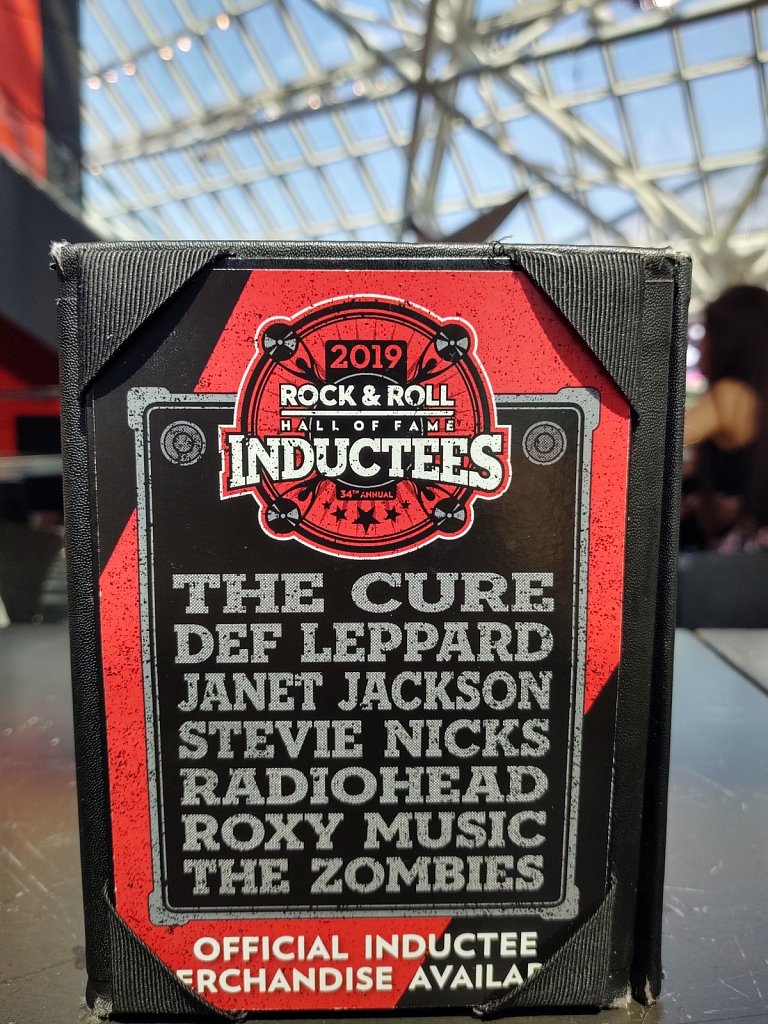 2019
ROCK & ROLL
HALL OF FAME
INDUCTEES
34TH ANNUAL
THE CURE
DEF LEPPARD
JANET JACKSON
STEVIE NICKS
RADIOHEAD
ROXY MUSIC
THE ZOMBIES
OFFICIAL INDUCTEE
ERCHANDISE AVAILA